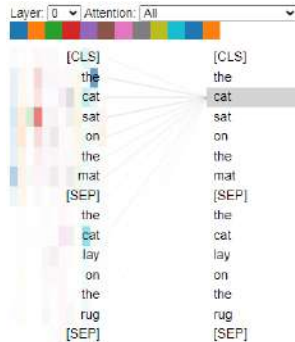 Layer: 0 Attention: All
[CLS] [CLS]
the the
cat cat
sat sat
on on
the the
mat mat
[SEP] [SEP]
the the
cat cat
lay lay
on on
the the
rug rug
[SEP] [SEP]